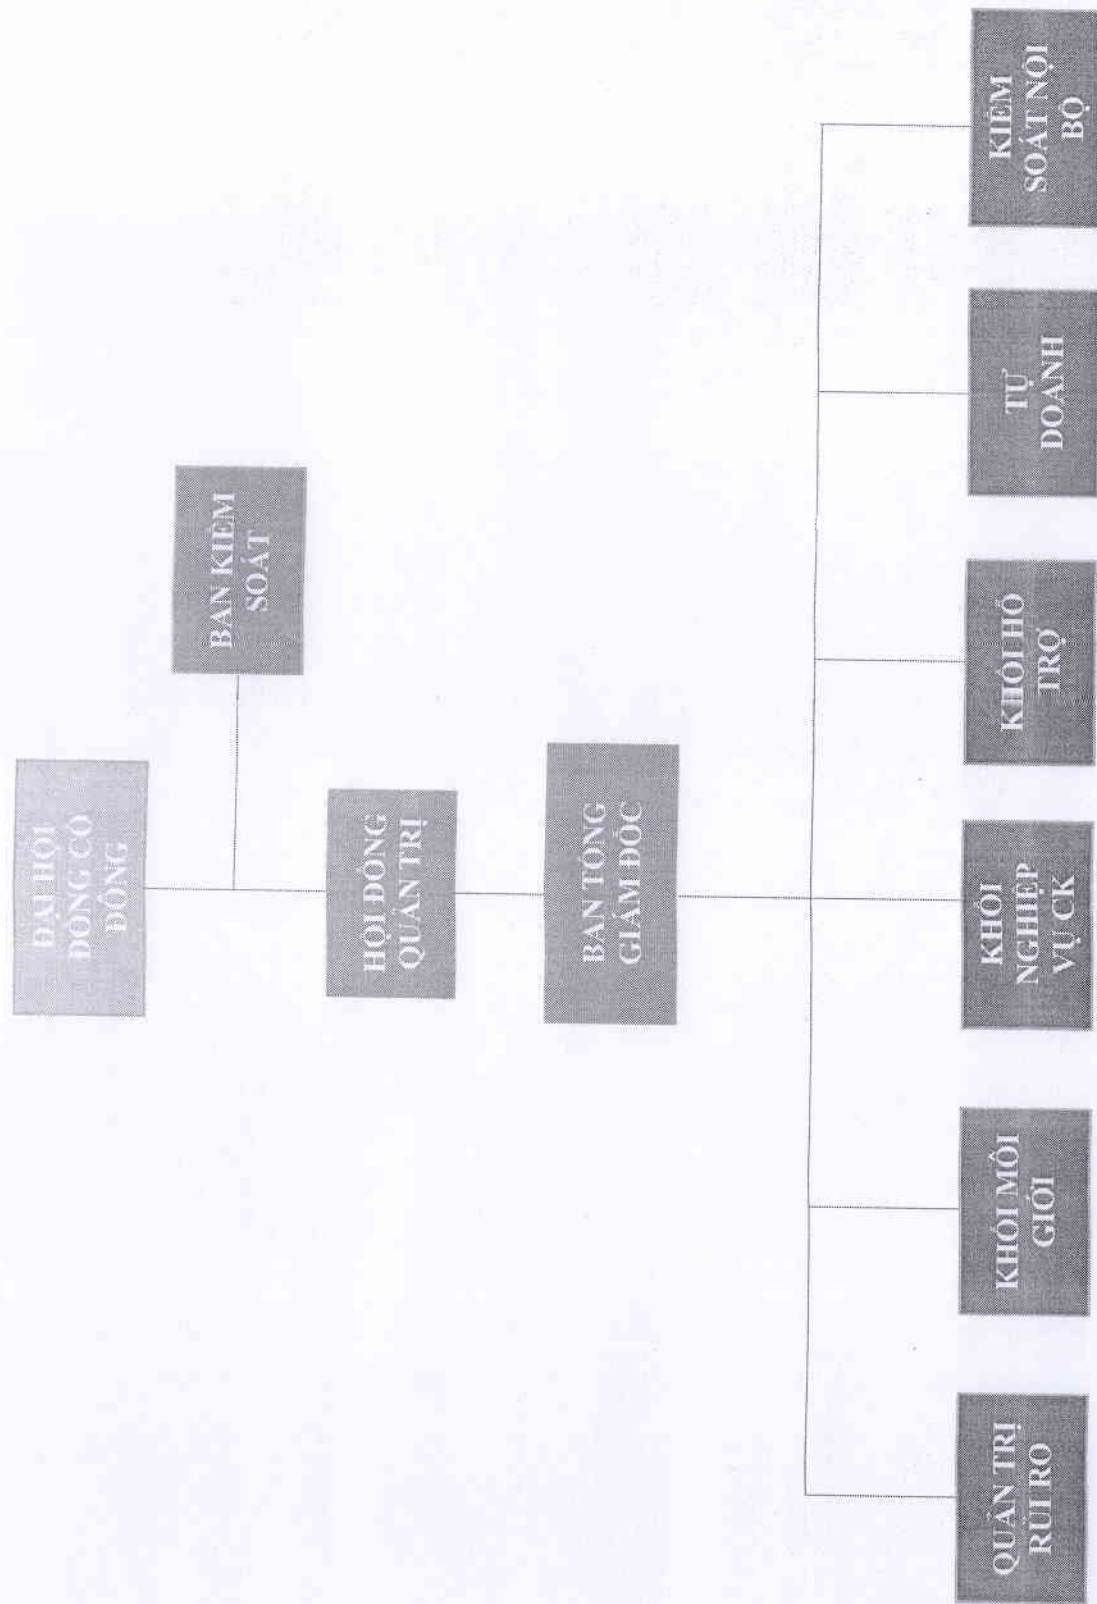 ĐẠI HỘI
ĐỒNG CỔ
ĐÔNG
BAN KIỂM
SOÁT
HỘI ĐỒNG
QUẢN TRỊ
BAN TỔNG
GIÁM ĐỐC
QUẢN TRỊ
RỦI RO
KHỐI MÔI
GIỚI
KHỐI
NGHIỆP
VỤ CK
KHỐI HỖ
TRỢ
TỰ
DOANH
KIỂM
SOÁT NỘI
BỘ